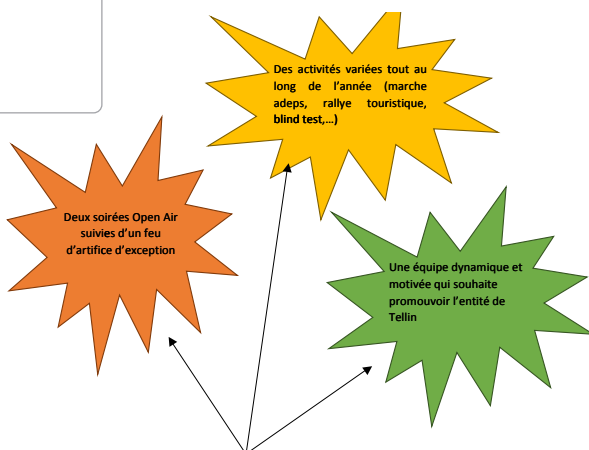 Des activités variées tout au
long de l’année (marche
adeps, rallye touristique,
blind test,…)
Deux soirées Open Air
suivies d’un feu
d’artifice d’exception
Une équipe dynamique et
motivée qui souhaite
promouvoir l’entité de
Tellin